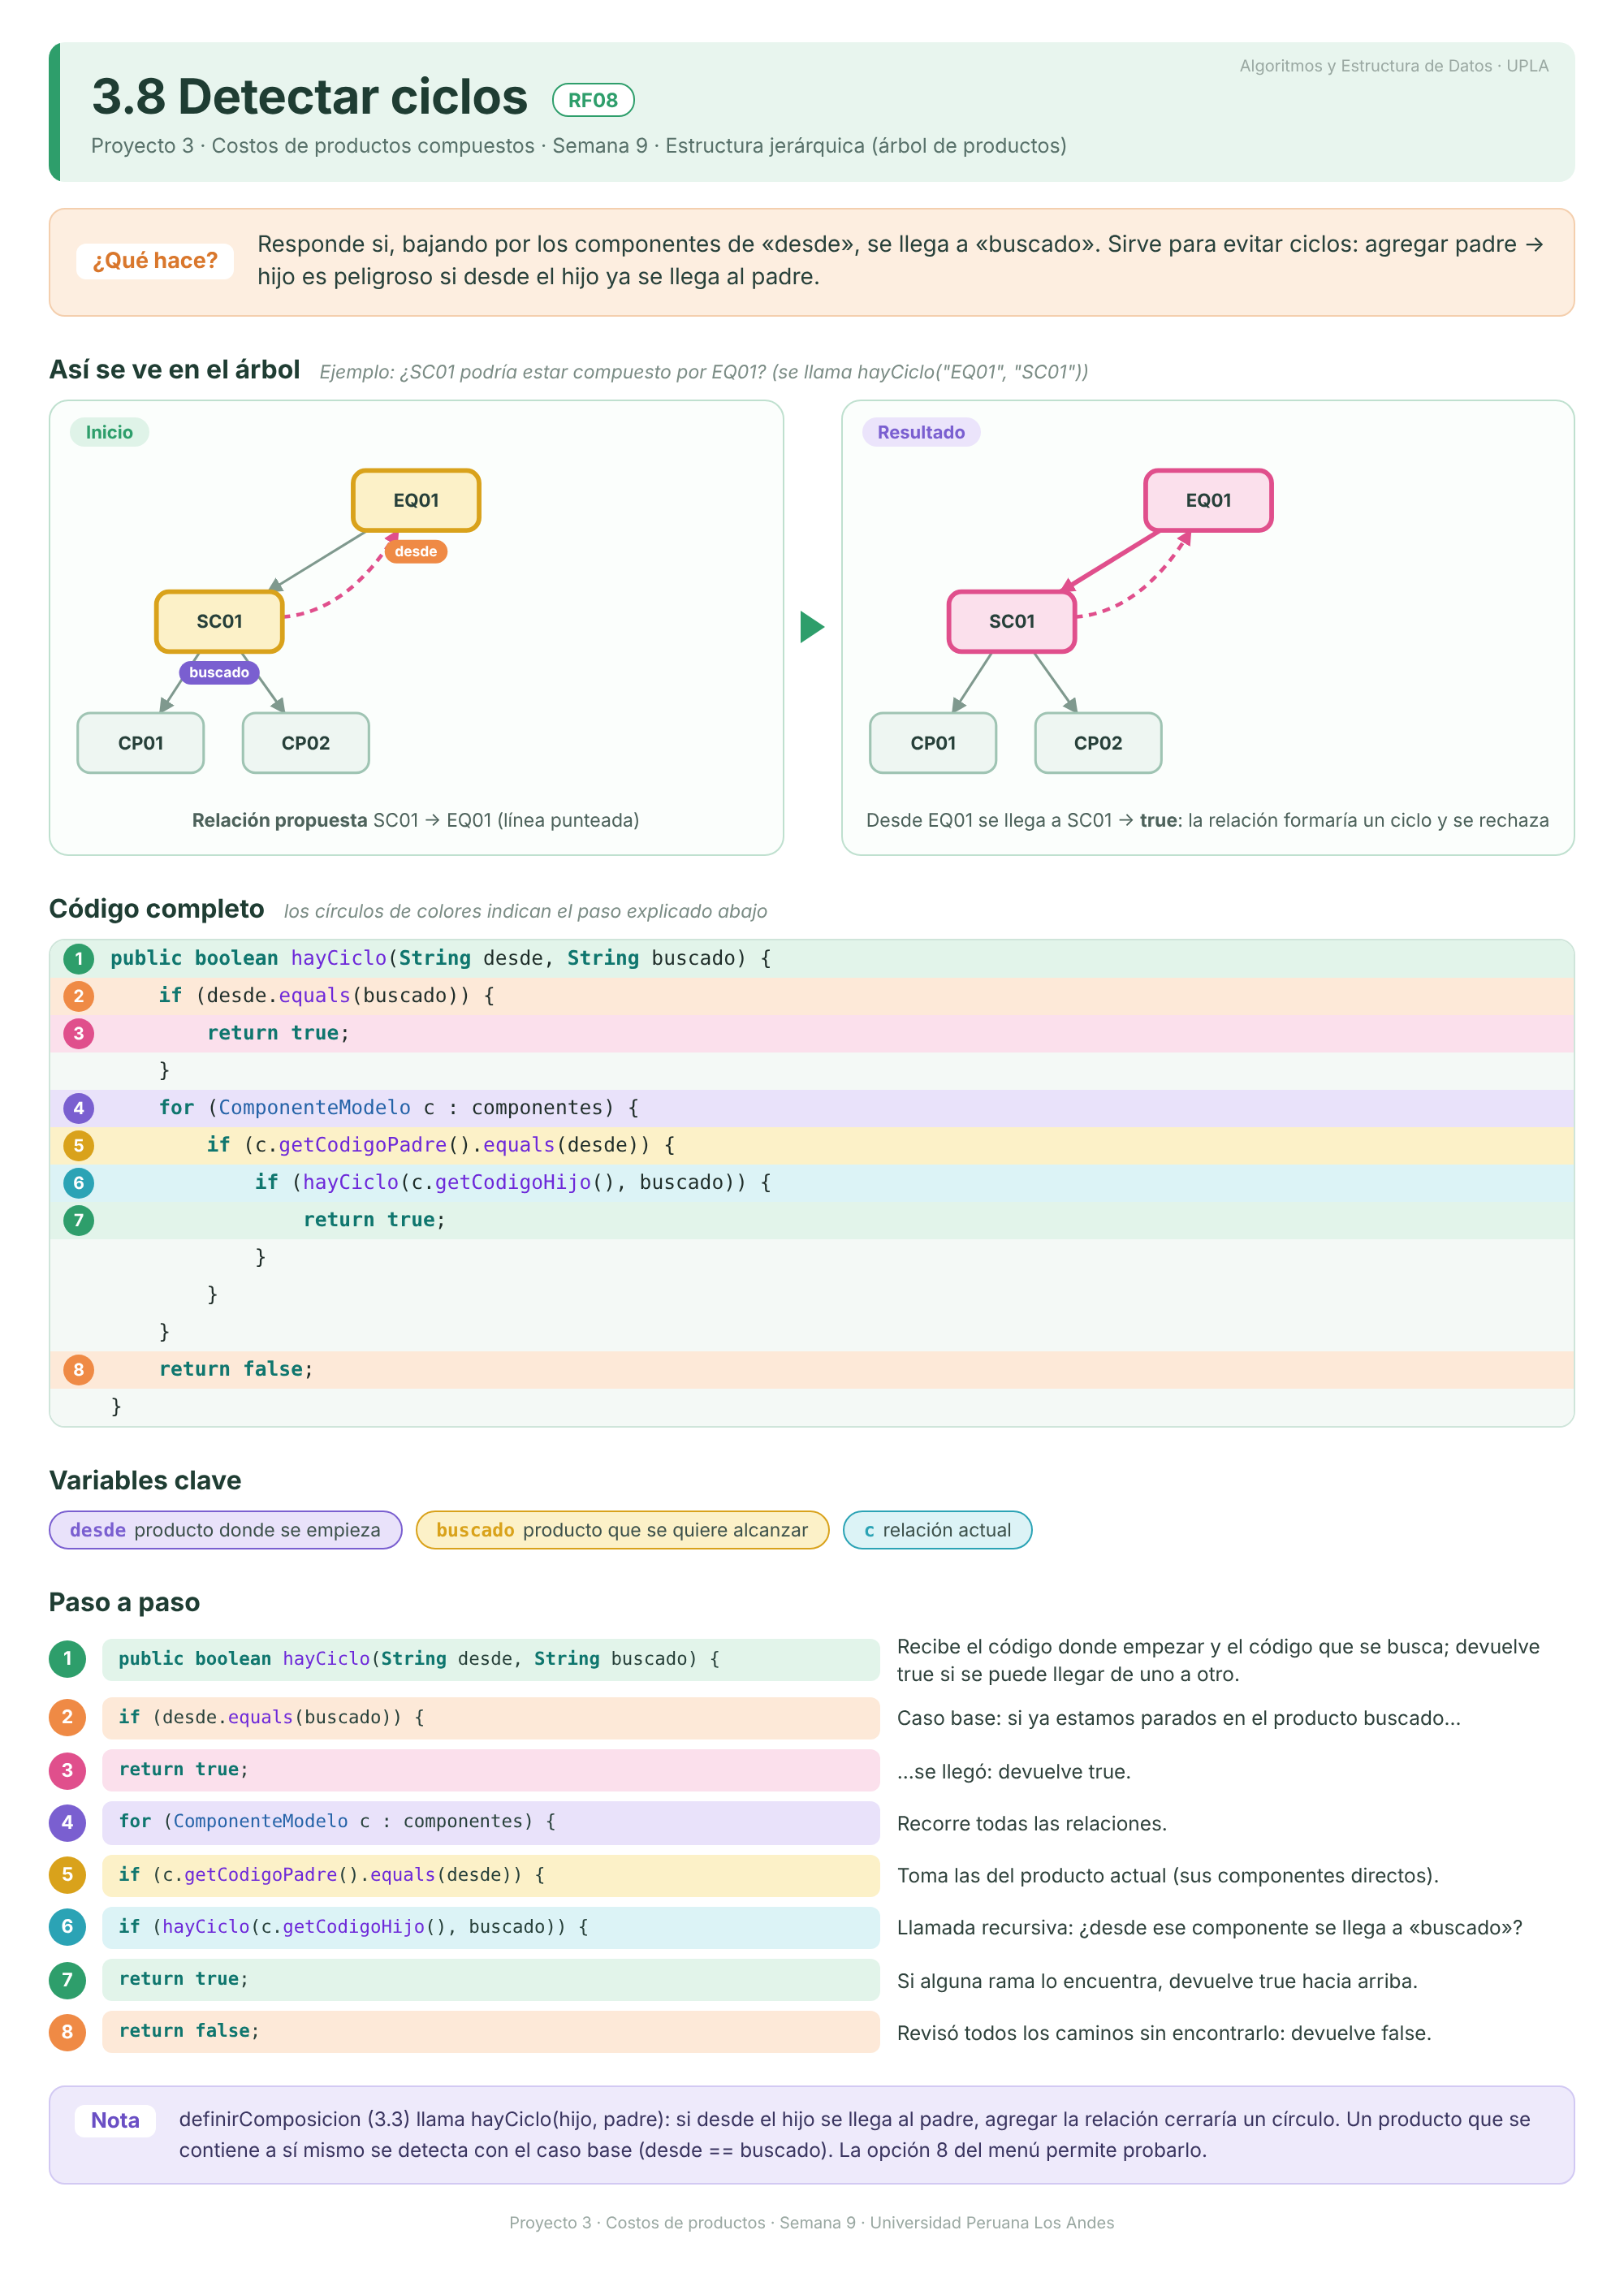 Algoritmos y Estructura de Datos · UPLA
3.8 Detectar ciclos RF08
Proyecto 3 · Costos de productos compuestos · Semana 9 · Estructura jerárquica (árbol de productos)
¿Qué hace?
Responde si, bajando por los componentes de «desde», se llega a «buscado». Sirve para evitar ciclos: agregar padre →
hijo es peligroso si desde el hijo ya se llega al padre.
Así se ve en el árbol Ejemplo: ¿SC01 podría estar compuesto por EQ01? (se llama hayCiclo("EQ01", "SC01"))
Inicio
EQ01
desde
SC01
buscado
CP01 CP02
Relación propuesta SC01 → EQ01 (línea punteada)
Resultado
EQ01
SC01
CP01 CP02
Desde EQ01 se llega a SC01 → true: la relación formaría un ciclo y se rechaza
Código completo los círculos de colores indican el paso explicado abajo
1 public boolean hayCiclo(String desde, String buscado) {
2 if (desde.equals(buscado)) {
3 return true;
}
4 for (ComponenteModelo c : componentes) {
5 if (c.getCodigoPadre().equals(desde)) {
6 if (hayCiclo(c.getCodigoHijo(), buscado)) {
7 return true;
}
}
}
8 return false;
}
Variables clave
desde producto donde se empieza buscado producto que se quiere alcanzar c relación actual
Paso a paso
1 public boolean hayCiclo(String desde, String buscado) {
Recibe el código donde empezar y el código que se busca; devuelve
true si se puede llegar de uno a otro.
2 if (desde.equals(buscado)) { Caso base: si ya estamos parados en el producto buscado...
3 return true; ...se llegó: devuelve true.
4 for (ComponenteModelo c : componentes) { Recorre todas las relaciones.
5 if (c.getCodigoPadre().equals(desde)) { Toma las del producto actual (sus componentes directos).
6 if (hayCiclo(c.getCodigoHijo(), buscado)) { Llamada recursiva: ¿desde ese componente se llega a «buscado»?
7 return true; Si alguna rama lo encuentra, devuelve true hacia arriba.
8 return false; Revisó todos los caminos sin encontrarlo: devuelve false.
Nota
definirComposicion (3.3) llama hayCiclo(hijo, padre): si desde el hijo se llega al padre, agregar la relación cerraría un círculo. Un producto que se
contiene a sí mismo se detecta con el caso base (desde == buscado). La opción 8 del menú permite probarlo.
Proyecto 3 · Costos de productos · Semana 9 · Universidad Peruana Los Andes